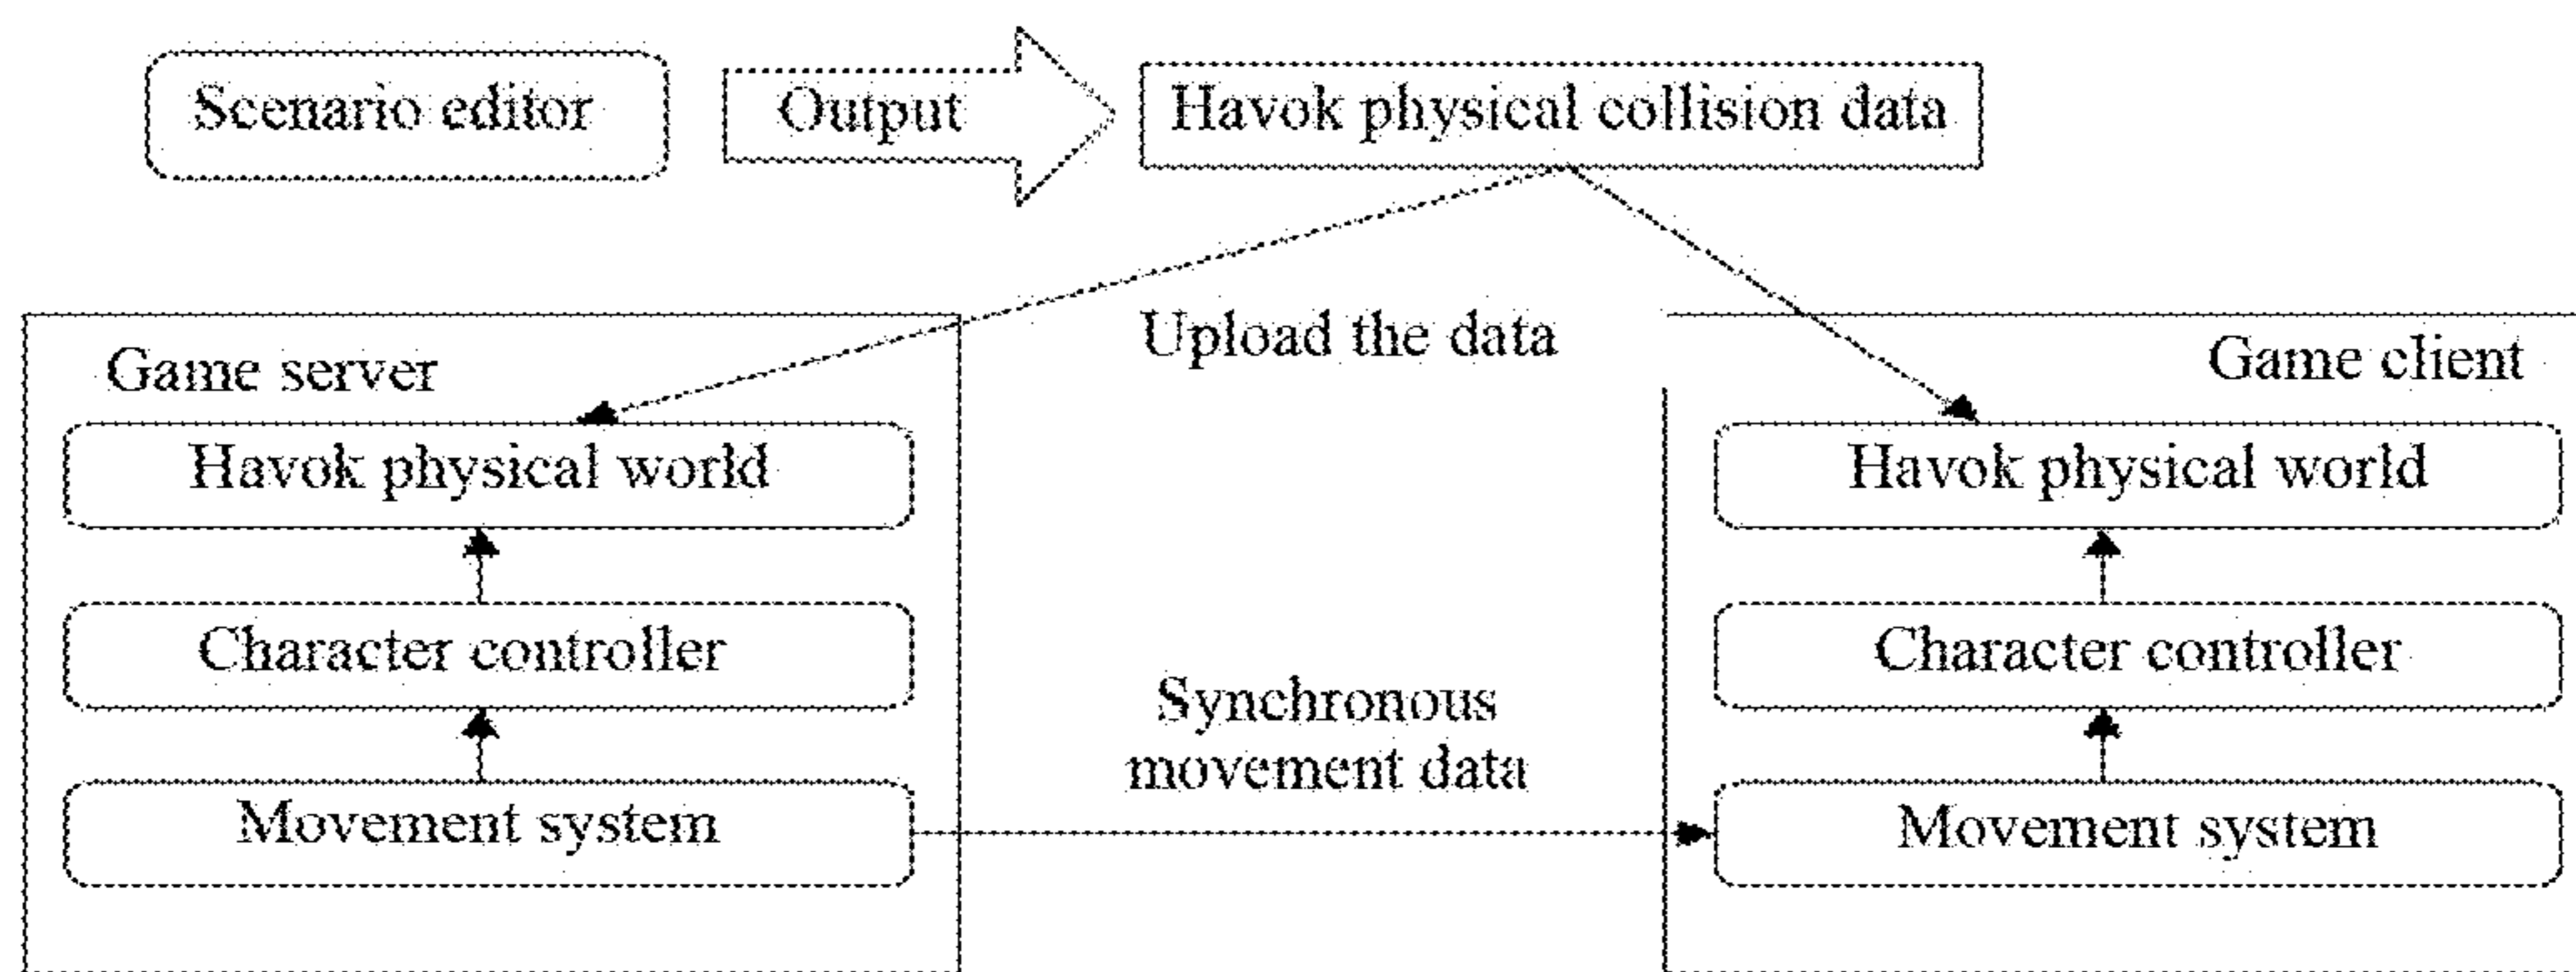 Scenario editor
Output
Havok physical collision data
Upload the data
Game server
Havok physical world
Character controller
Movement system
Synchronous
movement data
Game client
Havok physical world
Character controller
Movement system